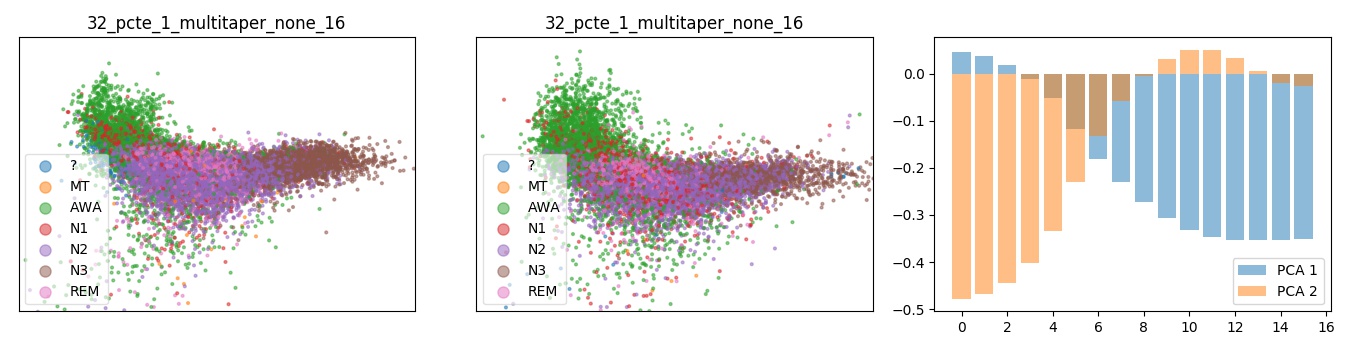 32_pcte_1_multitaper_none_16
?
MT
AWA
N1
N2
N3
REM
32_pcte_1_multitaper_none_16
?
MT
AWA
N1
N2
N3
REM
0.0
−0.1
−0.2
−0.3
−0.4
−0.5
0 2 4 6 8 10 12 14 16
PCA 1
PCA 2